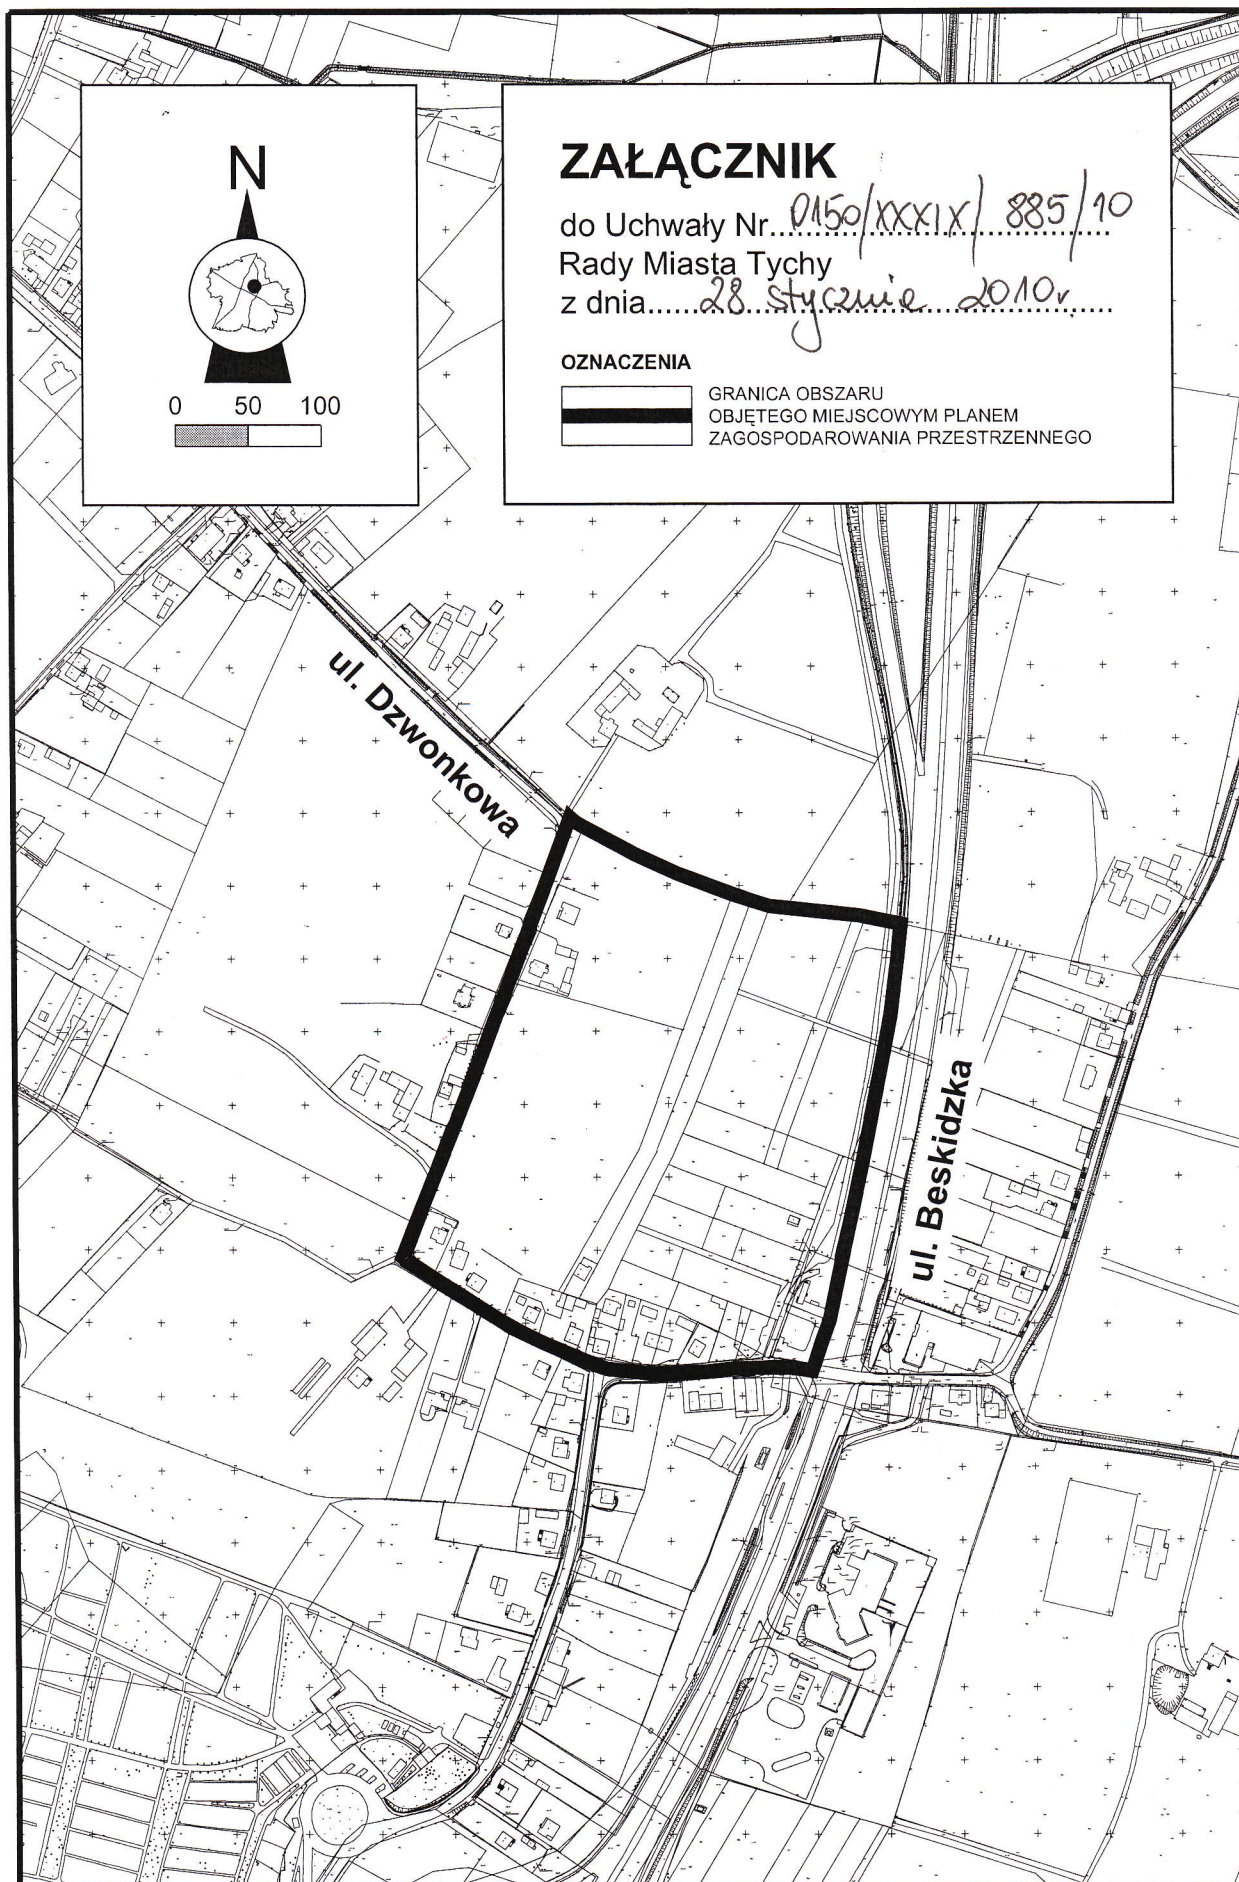 N
0 50 100
ZAŁĄCZNIK
do Uchwały Nr 0150/XXXIX/885/10
Rady Miasta Tychy
z dnia 28 stycznia 2010r.
OZNACZENIA
GRANICA OBSZARU
OBJĘTEGO MIEJSCOWYM PLANEM
ZAGOSPODAROWANIA PRZESTRZENNEGO
ul. Dzwonkowa
ul. Beskidzka